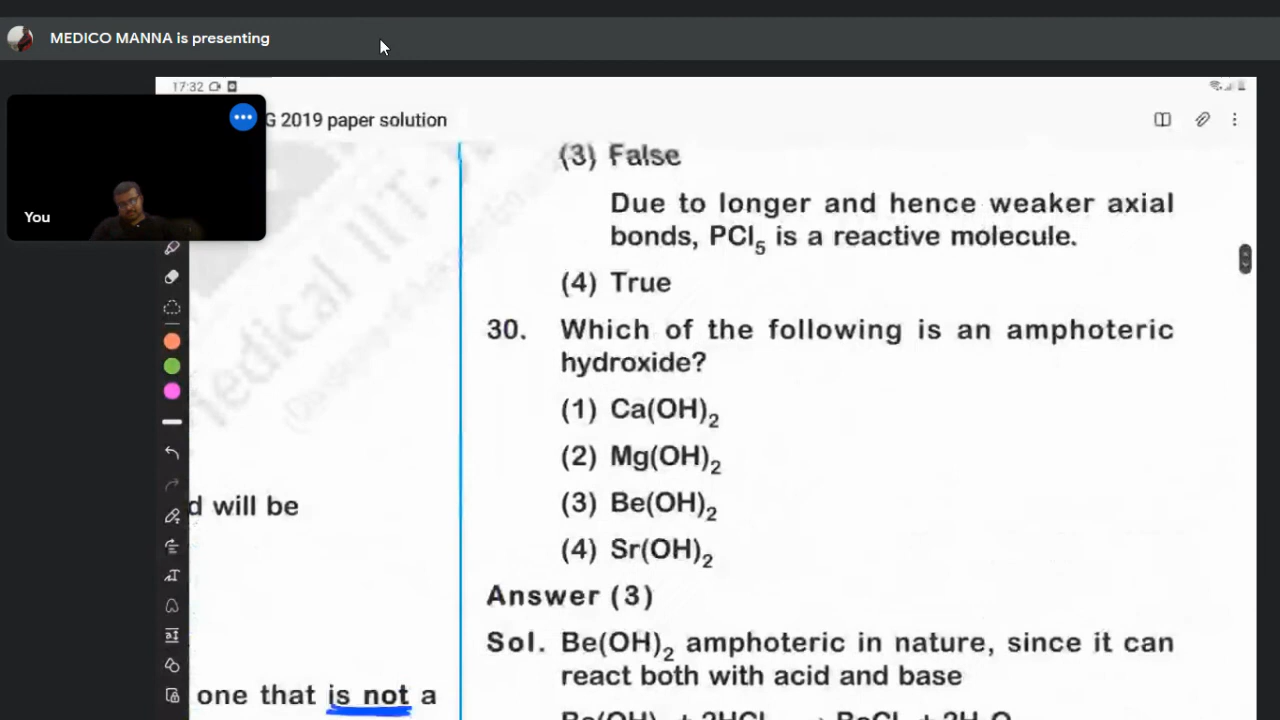 MEDICO MANNA is presenting
17:32
G 2019 paper solution
You
(3) False
Due to longer and hence weaker axial
bonds, PCl5 is a reactive molecule.
(4) True
30. Which of the following is an amphoteric
hydroxide?
(1) Ca(OH)2
(2) Mg(OH)2
(3) Be(OH)2
(4) Sr(OH)2
Answer (3)
Sol. Be(OH)2 amphoteric in nature, since it can
react both with acid and base
d will be
one that is not a